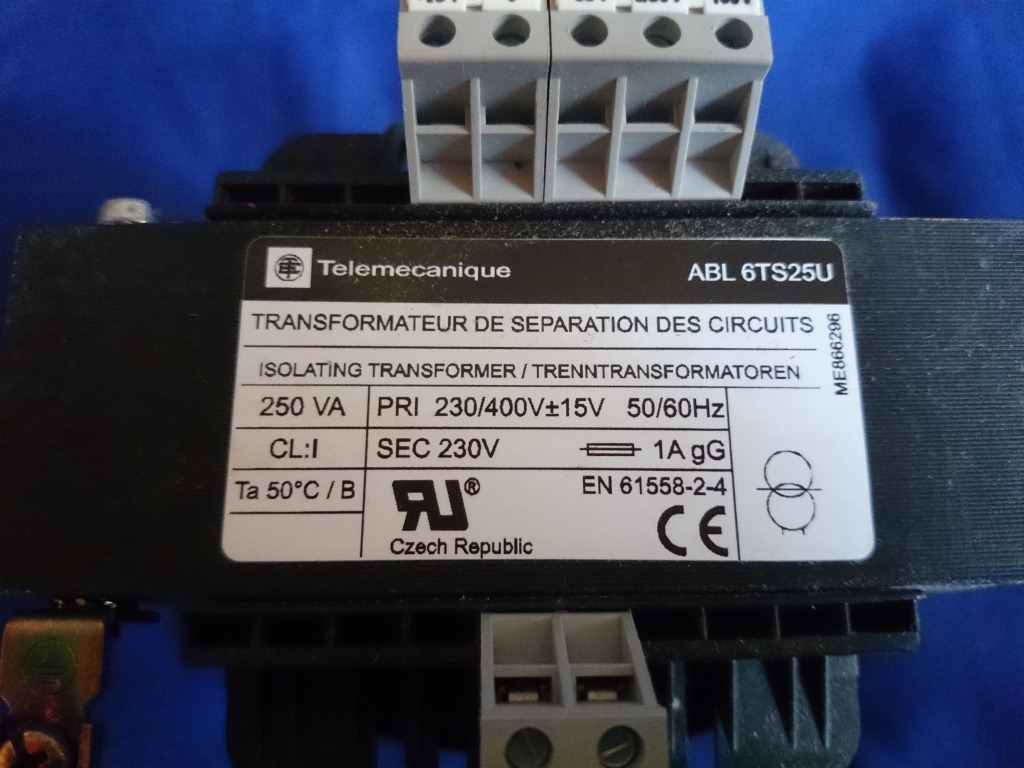 Telemecanique ABL 6TS25U
TRANSFORMATEUR DE SEPARATION DES CIRCUITS
ISOLATING TRANSFORMER / TRENNTRANSFORMATOREN
ME866296
250 VA PRI 230/400V±15V 50/60Hz
CL:I SEC 230V 1A gG
Ta 50°C / B EN 61558-2-4
RU®
CE
Czech Republic